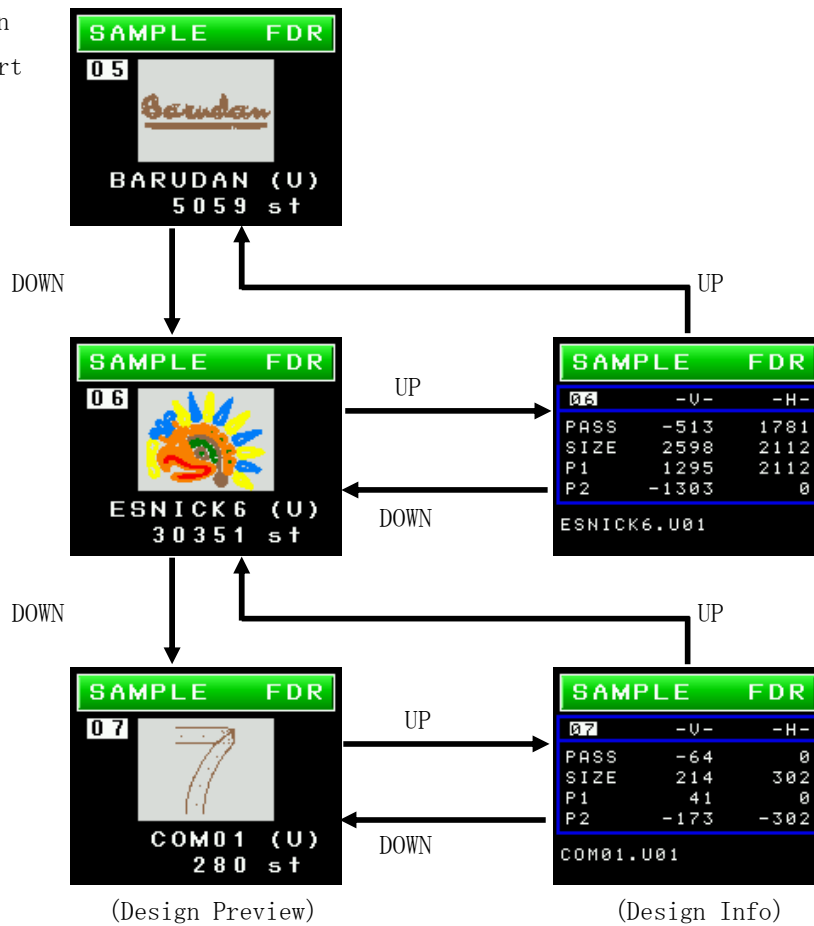 n
rt
SAMPLE FDR
05
Barudan
BARUDAN (U)
5059 st
DOWN
UP
SAMPLE FDR
06
ESNICK6 (U)
30351 st
UP
DOWN
SAMPLE FDR
06 -V- -H-
PASS -513 1781
SIZE 2598 2112
P1 1295 2112
P2 -1303 0
ESNICK6.U01
DOWN
UP
SAMPLE FDR
07
7
COM01 (U)
280 st
UP
DOWN
SAMPLE FDR
07 -V- -H-
PASS -64 0
SIZE 214 302
P1 41 0
P2 -173 -302
COM01.U01
(Design Preview)
(Design Info)